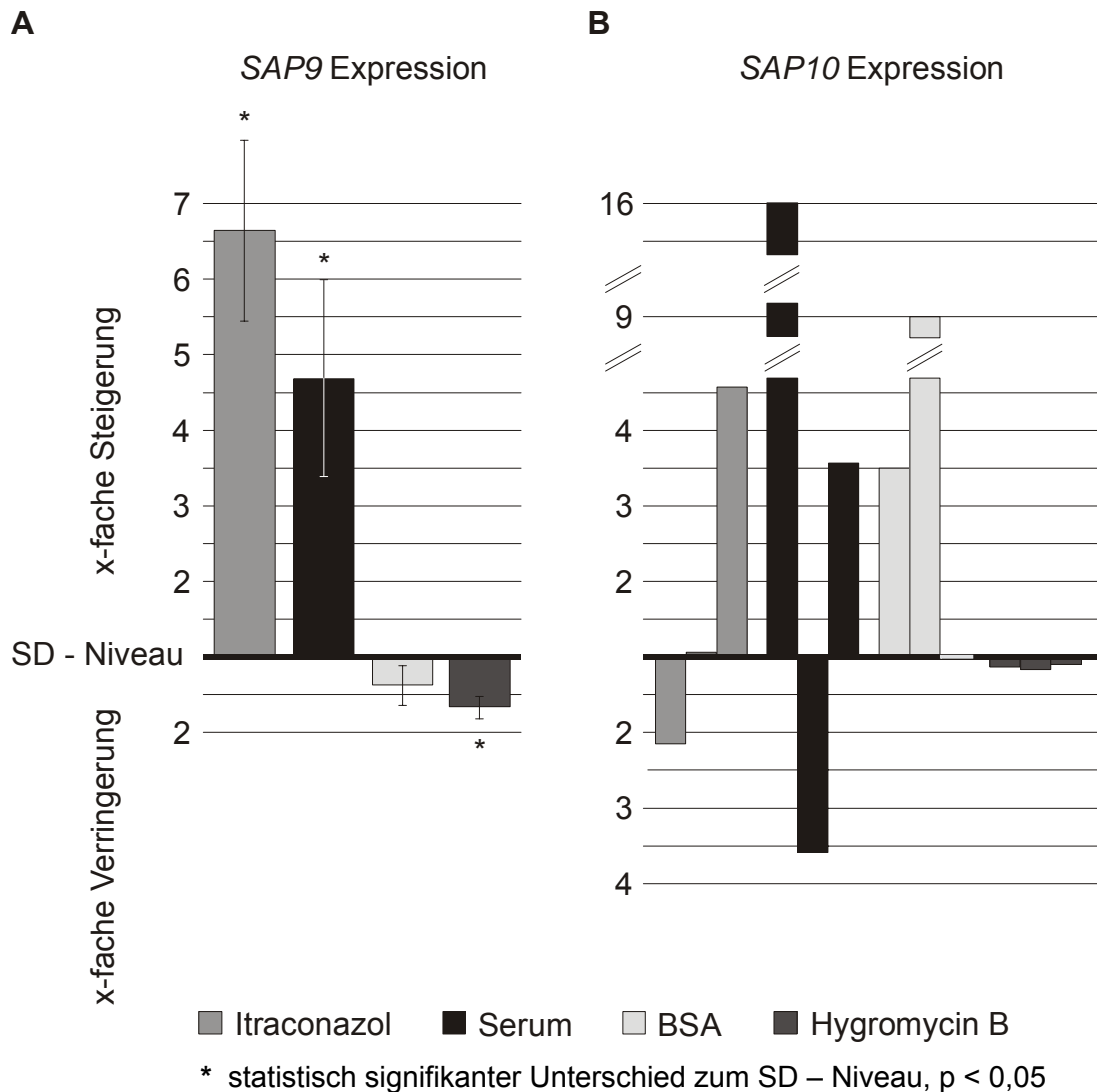 A
B
SAP9 Expression
SAP10 Expression
*
*
7
6
5
4
3
2
SD - Niveau
2
*
x-fache Steigerung
x-fache Verringerung
16
9
4
3
2
2
3
4
Itraconazol Serum BSA Hygromycin B
* statistisch signifikanter Unterschied zum SD – Niveau, p < 0,05